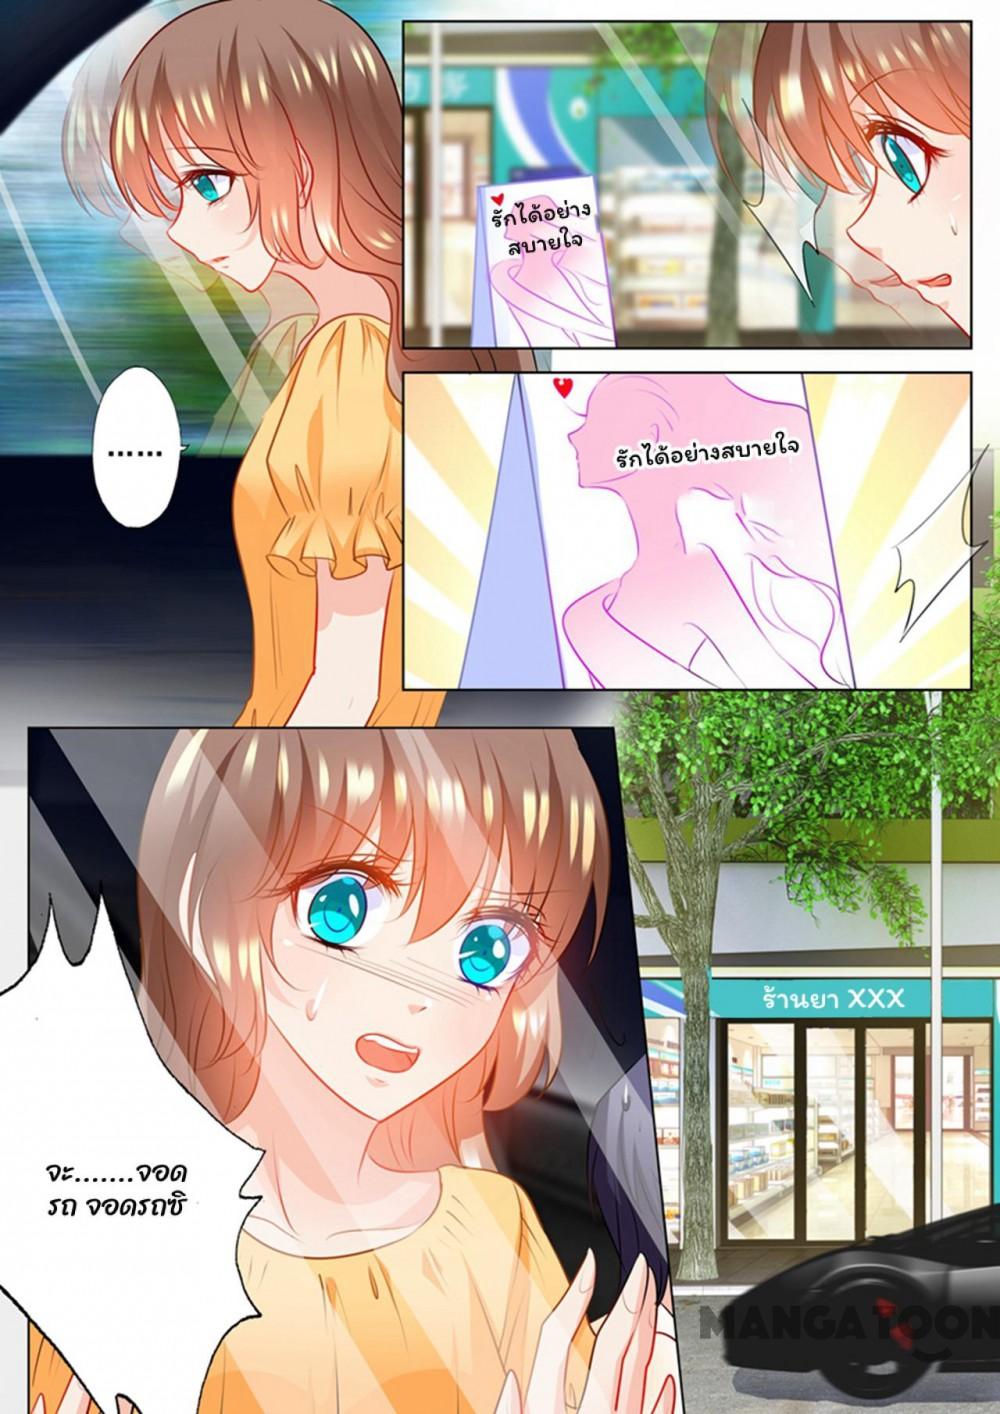 รักได้อย่าง
สบายใจ
รักได้อย่างสบายใจ
.......
ร้านยา XXX
จะ.......จอด
รถ จอดรถซิ
MANGATOON